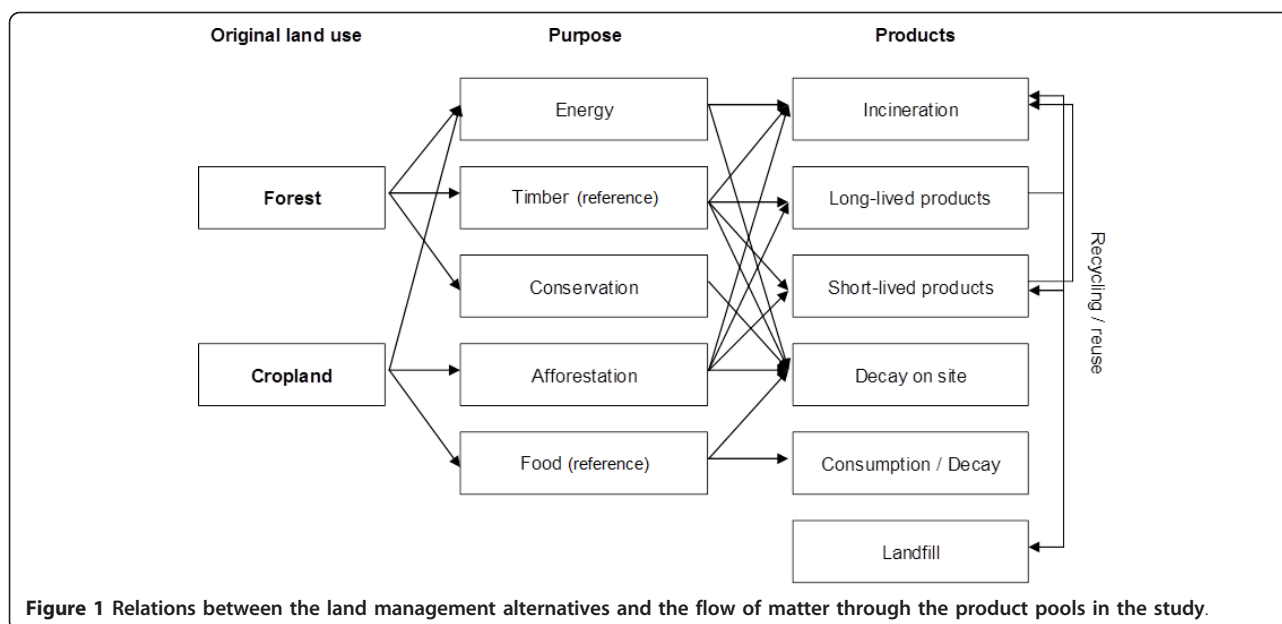 Original land use Purpose Products
Energy Incineration
Forest Timber (reference) Long-lived products
Conservation Short-lived products
Cropland Afforestation Decay on site
Food (reference) Consumption / Decay
Landfill
Recycling / reuse
Figure 1 Relations between the land management alternatives and the flow of matter through the product pools in the study.